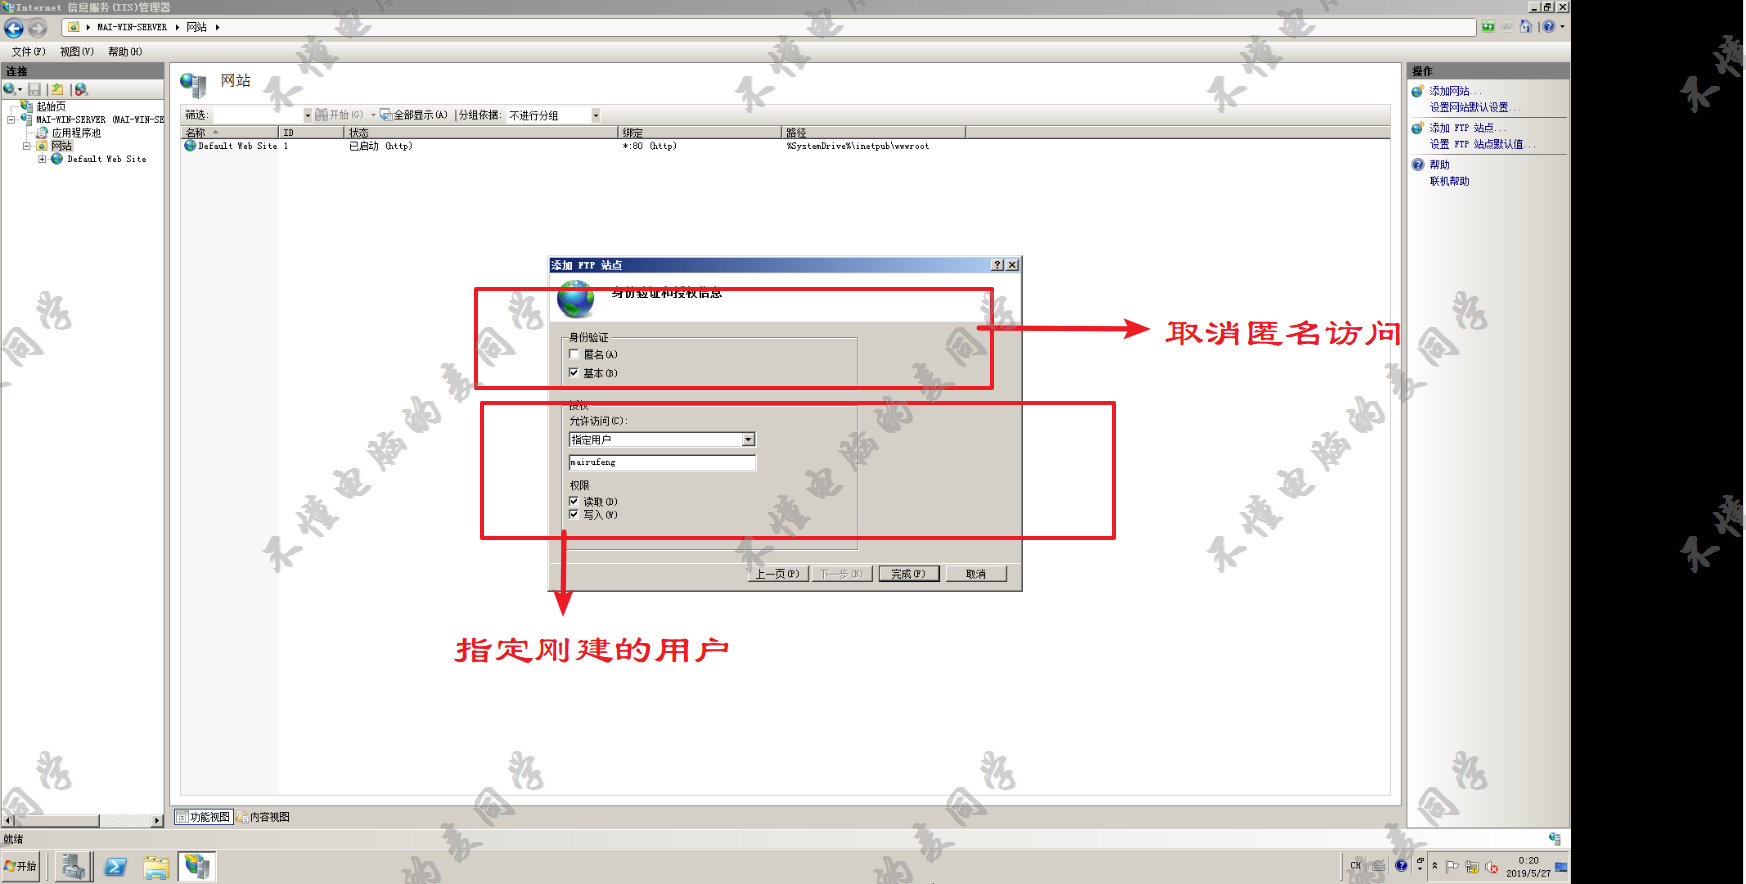 Internet 信息服务(IIS)管理器
MAI-WIN-SERVER 网站
文件(F) 视图(V) 帮助(H)
连接
起始页
MAI-WIN-SERVER (MAI-WIN-SE
应用程序池
网站
Default Web Site
网站
筛选: 开始(G) 全部显示(A) 分组依据: 不进行分组
名称 ID 状态 绑定 路径
Default Web Site 1 已启动 (http) *:80 (http) %SystemDrive%\inetpub\wwwroot
添加 FTP 站点
身份验证和授权信息
身份验证
匿名(A)
基本(B)
授权
允许访问(C):
指定用户
mairufeng
权限
读取(D)
写入(W)
上一页(P) 下一步(N) 完成(F) 取消
取消匿名访问
指定刚建的用户
操作
添加网站...
设置网站默认设置...
添加 FTP 站点...
设置 FTP 站点默认值...
帮助
联机帮助
功能视图 内容视图
就绪
开始
CH
0:20
2019/5/27
不懂电脑的麦同学